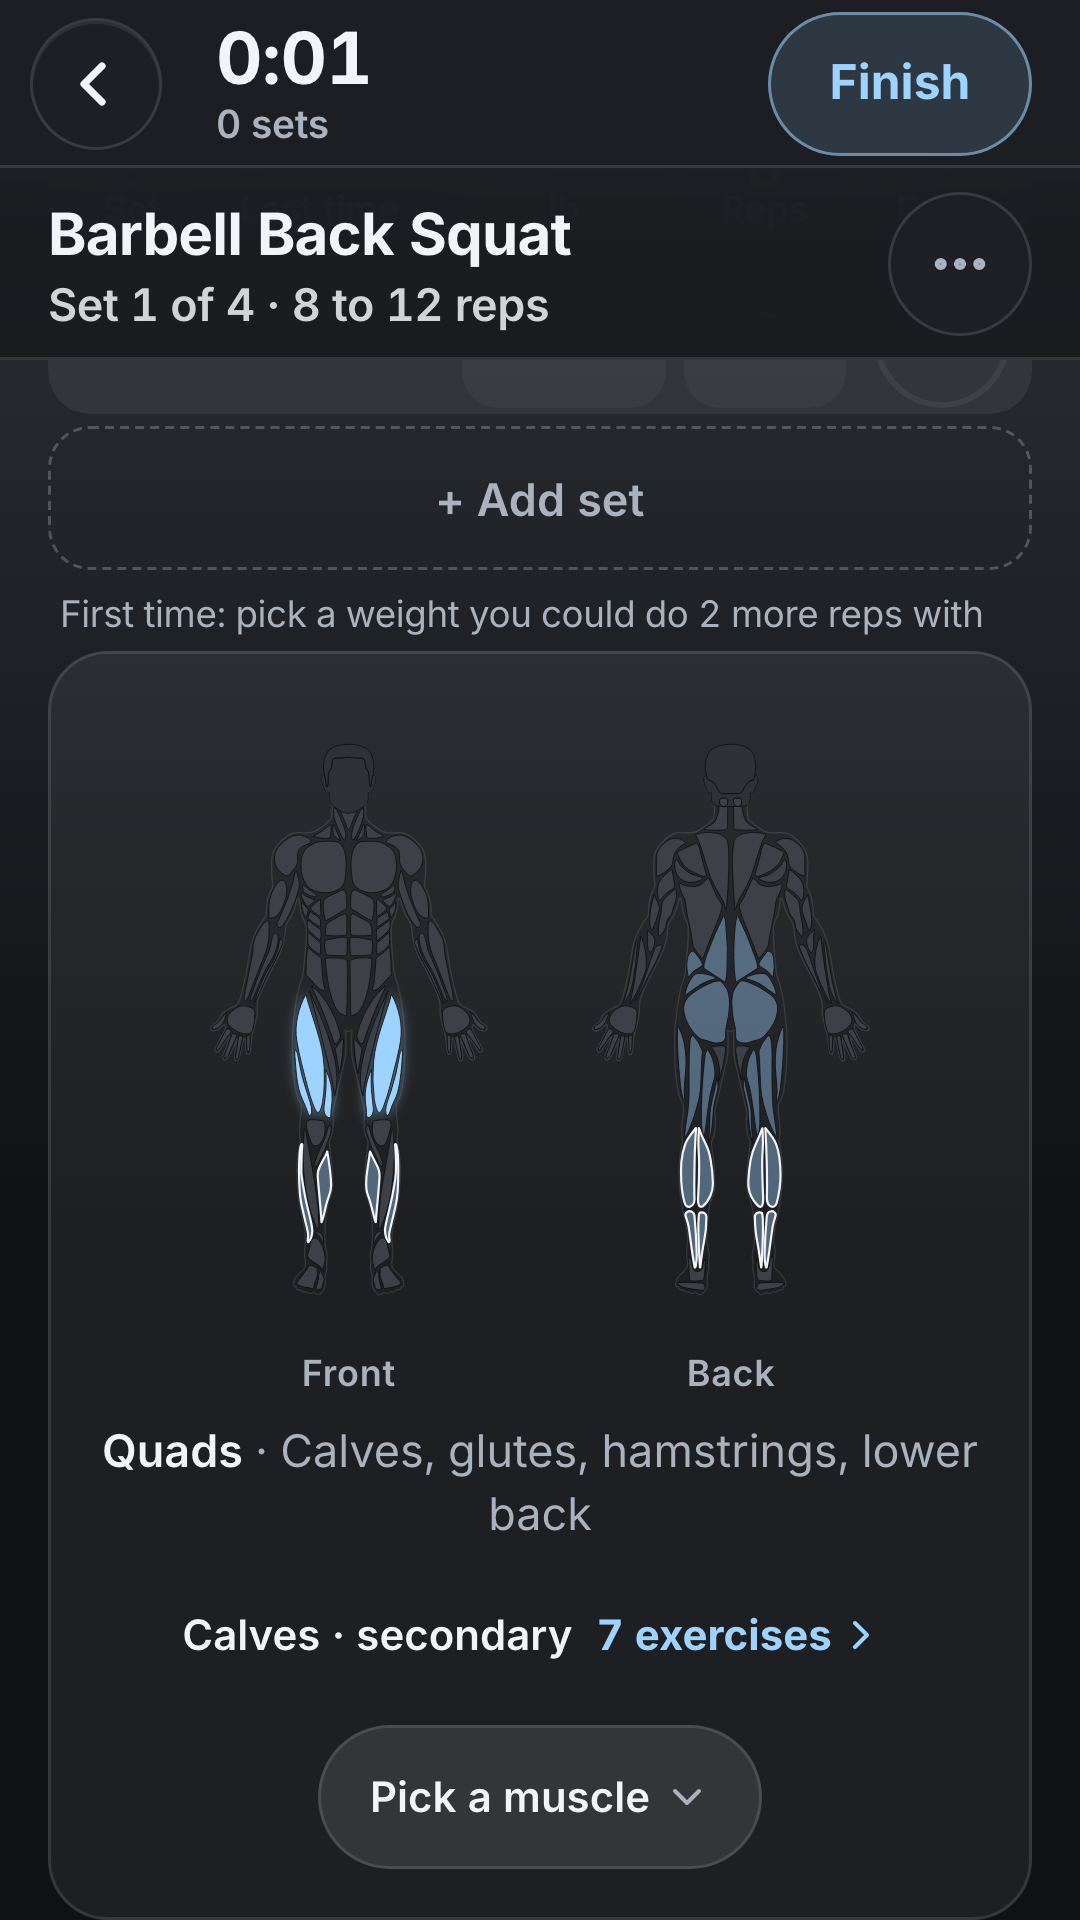 0:01
0 sets
Finish
Barbell Back Squat
Set 1 of 4 · 8 to 12 reps
+ Add set
First time: pick a weight you could do 2 more reps with
Front
Back
Quads · Calves, glutes, hamstrings, lower
back
Calves · secondary 7 exercises
Pick a muscle